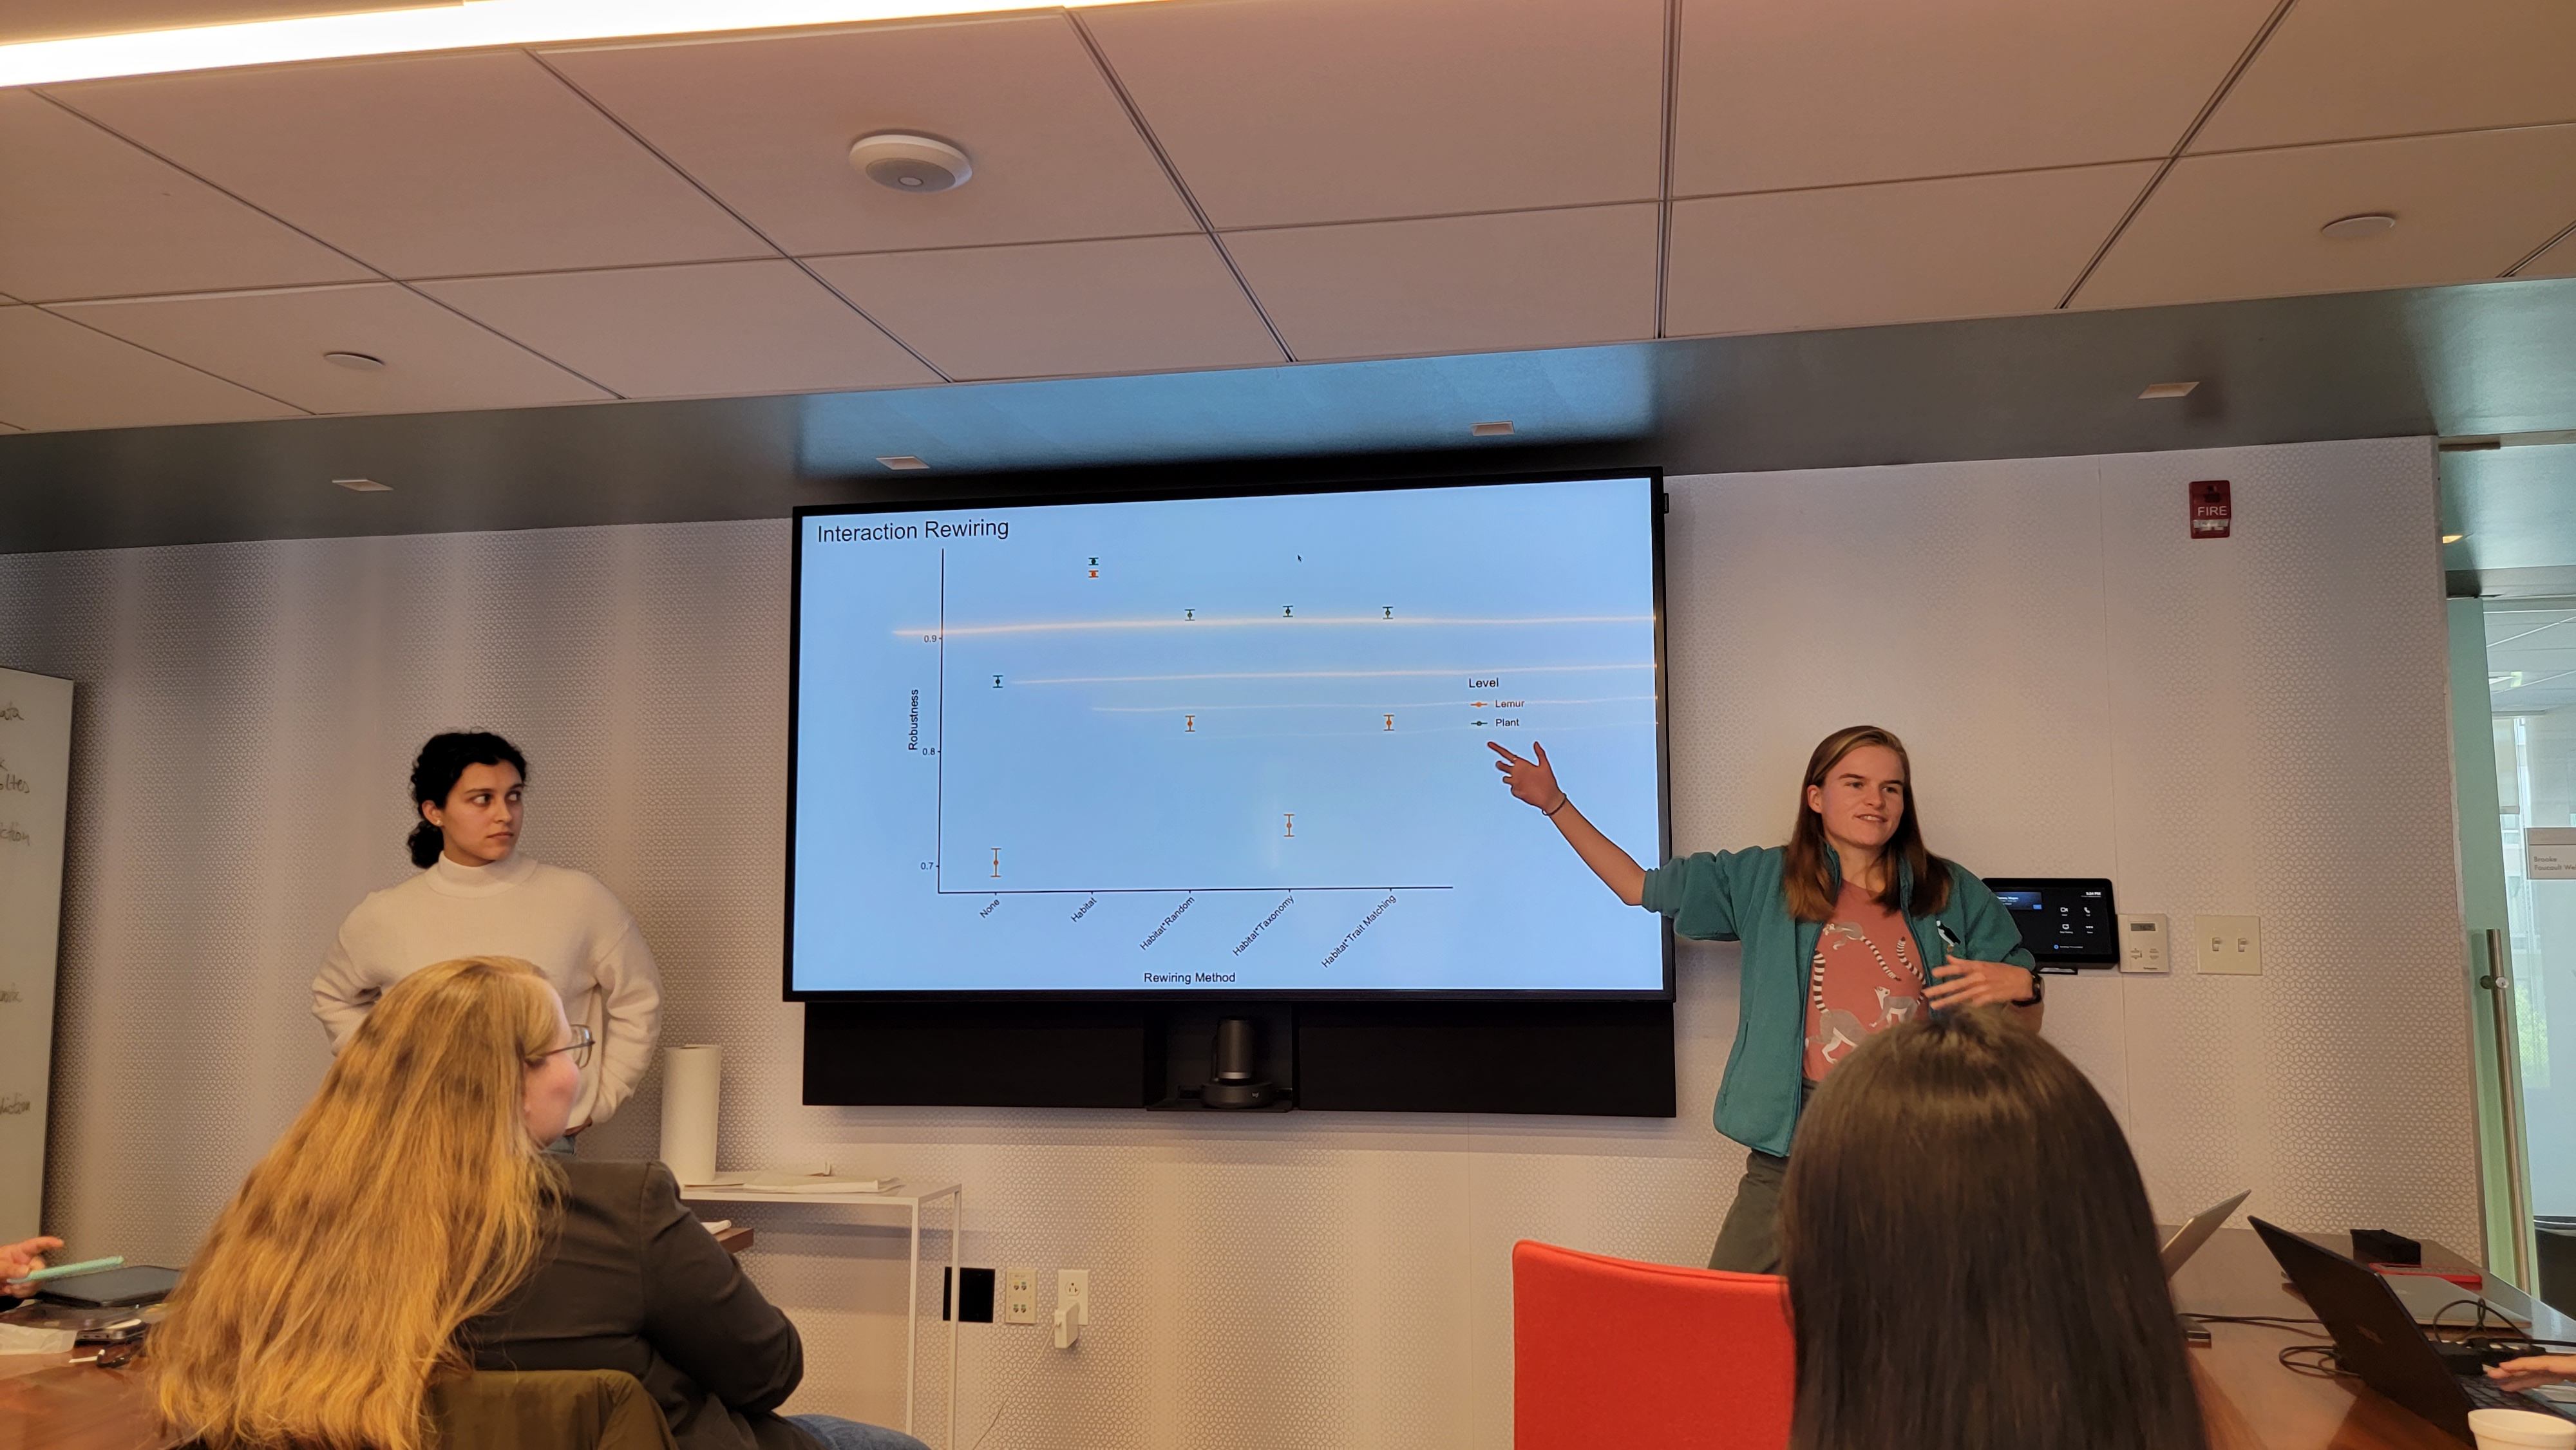 Interaction Rewiring
0.9
Robustness
0.8
0.7
Level
Lemur
Plant
None
Habitat
Habitat*Random
Habitat*Taxonomy
Habitat*Trait Matching
Rewiring Method
FIRE
Brooke